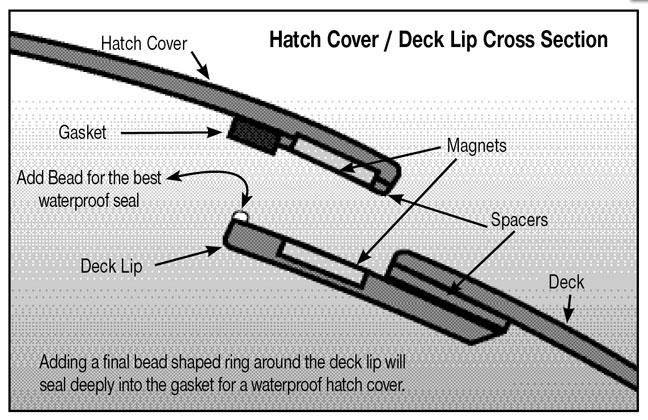 Hatch Cover / Deck Lip Cross Section
Hatch Cover
Gasket
Magnets
Add Bead for the best
waterproof seal
Spacers
Deck Lip
Deck
Adding a final bead shaped ring around the deck lip will
seal deeply into the gasket for a waterproof hatch cover.